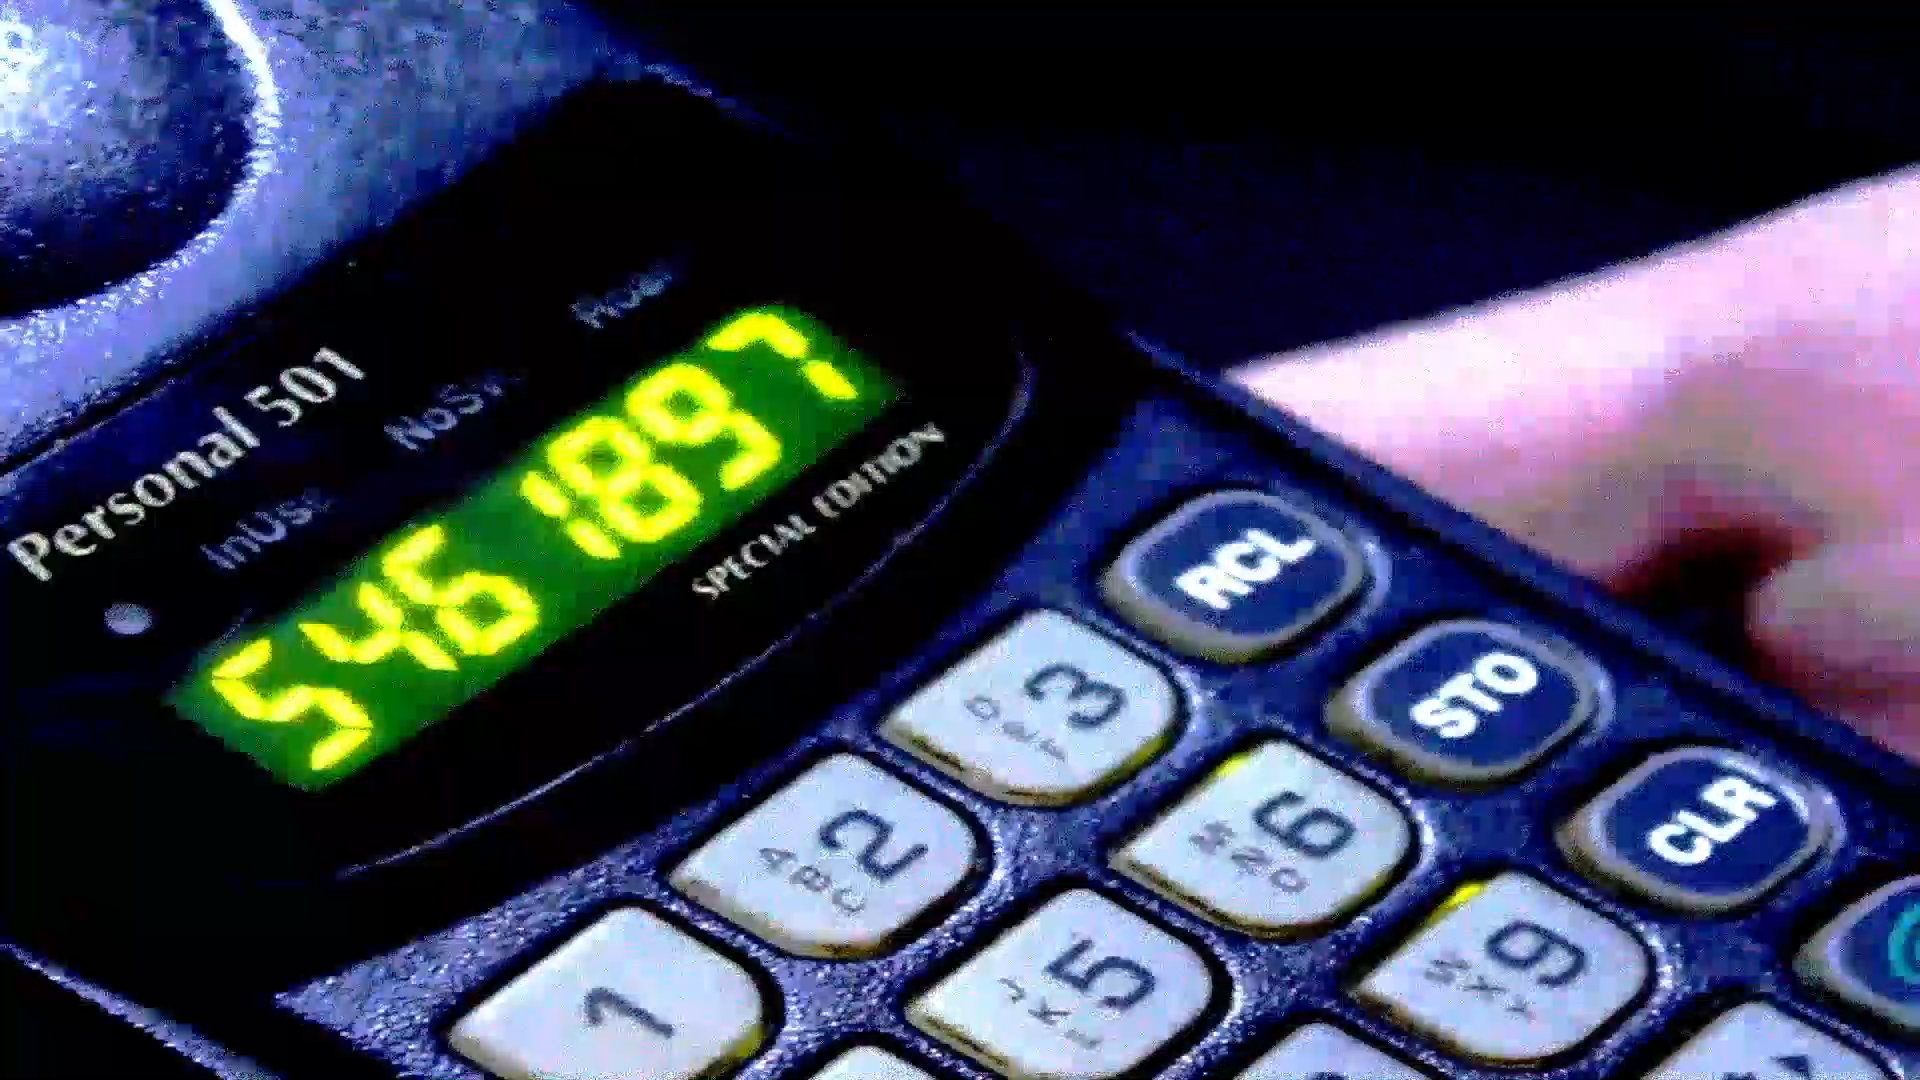 Personal 501
InUse NoSvc Roam
546 1897
SPECIAL EDITION
RCL
STO
CLR
1
ABC 2
DEF 3
JKL 5
MNO 6
WXY 9